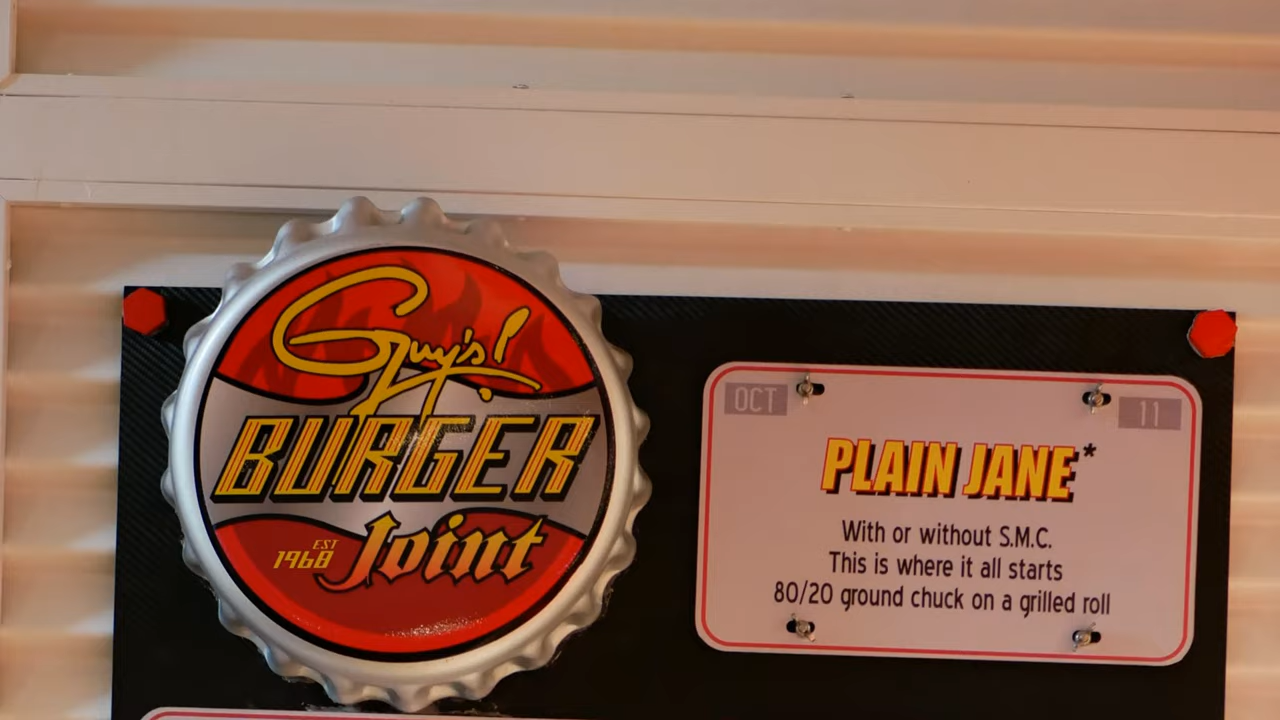 Guy's!
BURGER
EST
1968 Joint
OCT
11
PLAIN JANE*
With or without S.M.C.
This is where it all starts
80/20 ground chuck on a grilled roll